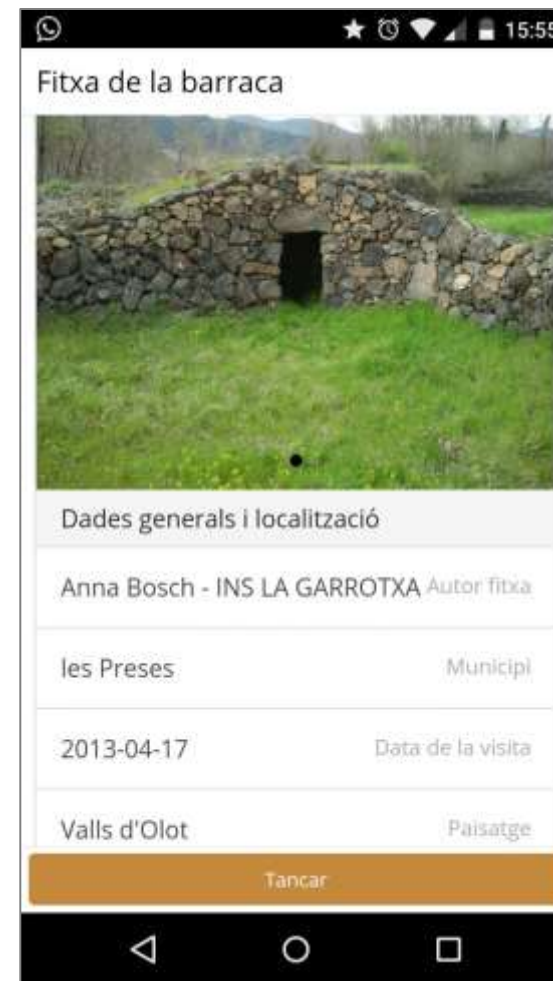 15:55
Fitxa de la barraca
Dades generals i localització
Anna Bosch - INS LA GARROTXA Autor fitxa
les Preses Municipi
2013-04-17 Data de la visita
Valls d'Olot Paisatge
Tancar